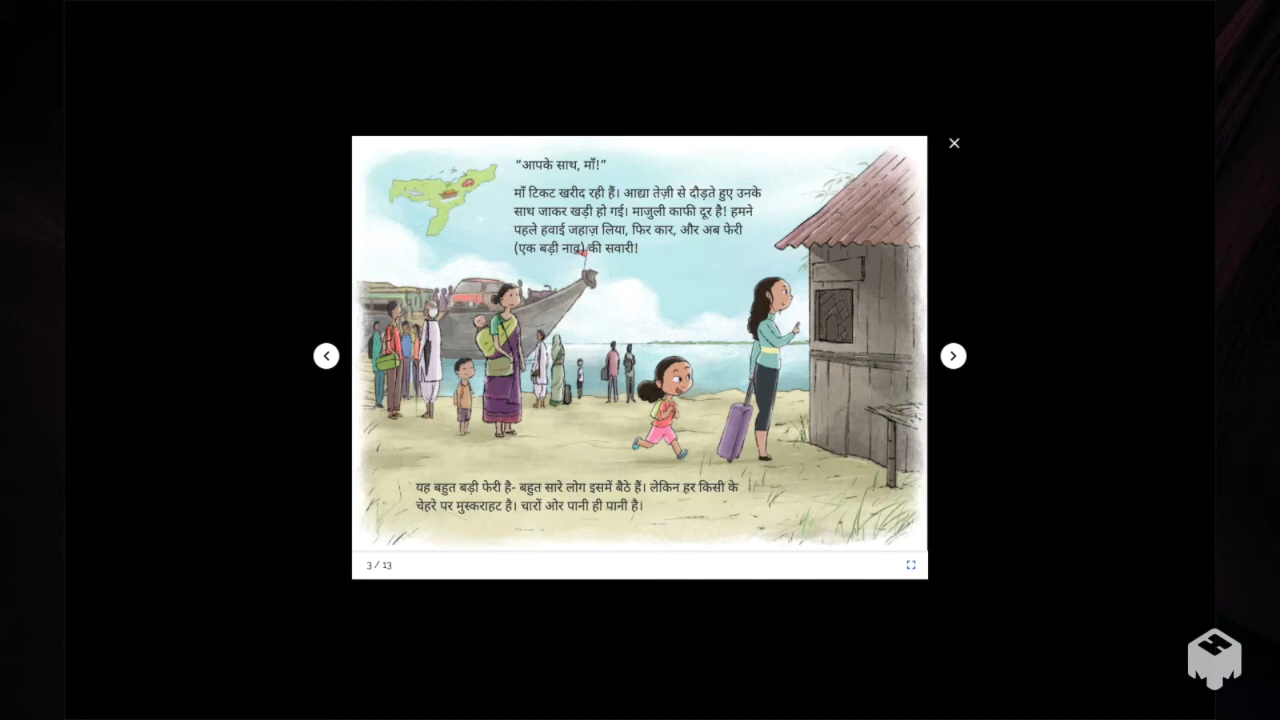 “आपके साथ, माँ!”
माँ टिकट खरीद रही हैं। आद्या तेज़ी से दौड़ते हुए उनके
साथ जाकर खड़ी हो गई। माजुली काफी दूर है! हमने
पहले हवाई जहाज़ लिया, फिर कार, और अब फेरी
(एक बड़ी नाव) की सवारी!
यह बहुत बड़ी फेरी है- बहुत सारे लोग इसमें बैठे हैं। लेकिन हर किसी के
चेहरे पर मुस्कराहट है। चारों ओर पानी ही पानी है।
3 / 13